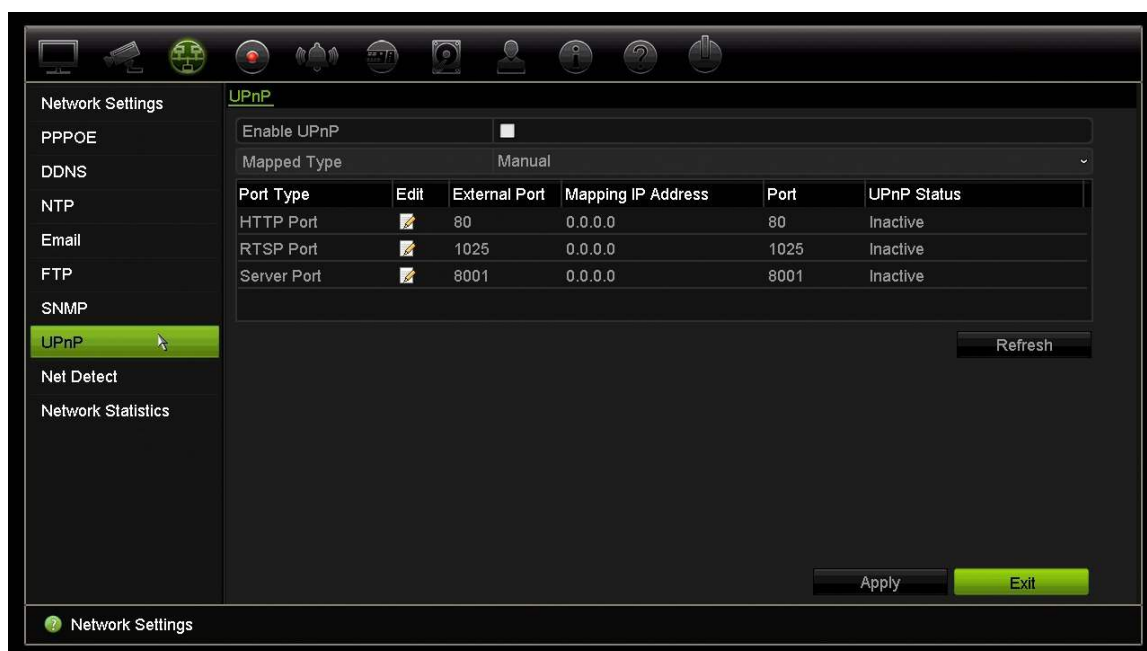 Network Settings
PPPOE
DDNS
NTP
Email
FTP
SNMP
UPnP
Net Detect
Network Statistics
UPnP
Enable UPnP
Mapped Type Manual
Port Type Edit External Port Mapping IP Address Port UPnP Status
HTTP Port 80 0.0.0.0 80 Inactive
RTSP Port 1025 0.0.0.0 1025 Inactive
Server Port 8001 0.0.0.0 8001 Inactive
Refresh
Apply Exit
Network Settings